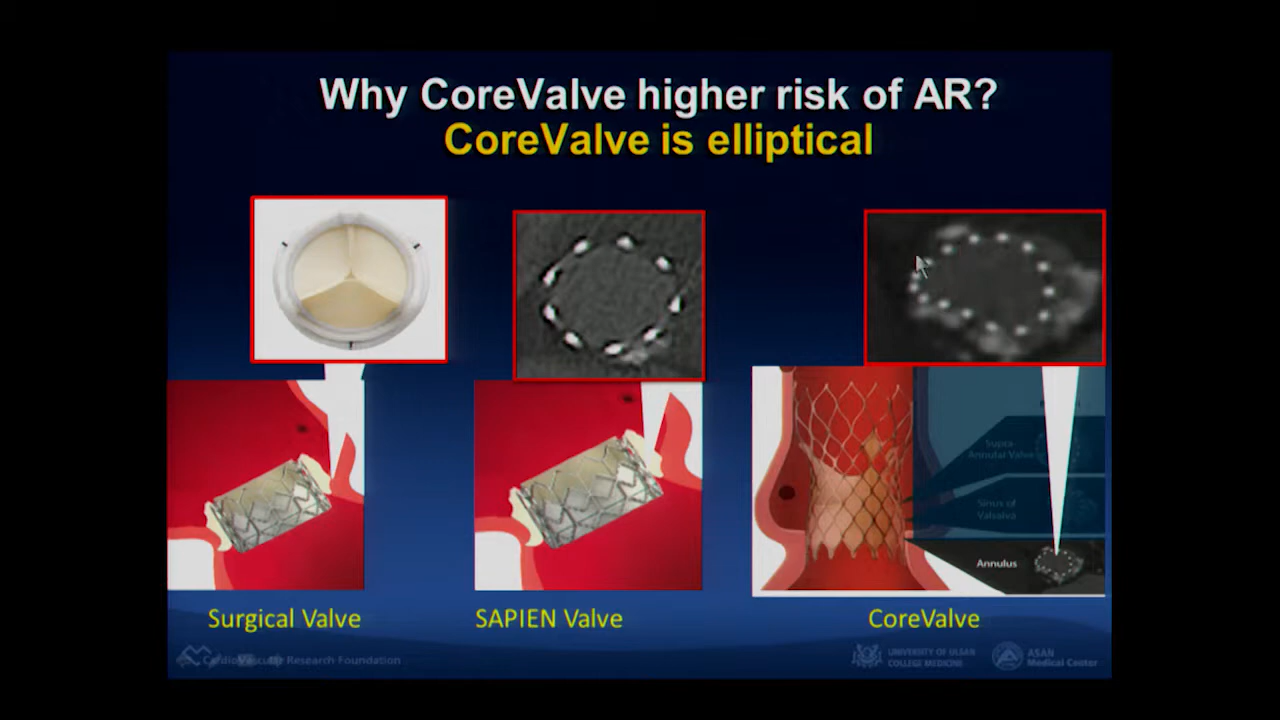 Why CoreValve higher risk of AR?
CoreValve is elliptical
Supra
Annular Valve
Sinus of
Valsalva
Annulus
Surgical Valve
SAPIEN Valve
CoreValve
CardioVascular Research Foundation
UNIVERSITY OF ULSAN
COLLEGE MEDICINE
ASAN
Medical Center